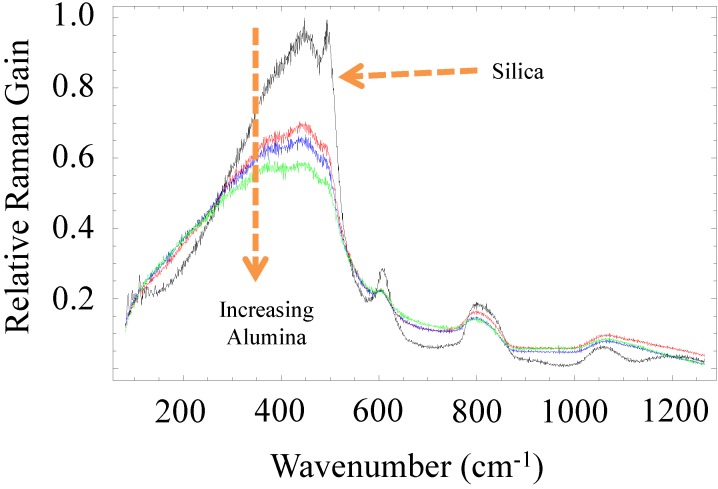 1.0
0.8
0.6
0.4
0.2
Relative Raman Gain
Silica
Increasing
Alumina
200 400 600 800 1000 1200
Wavenumber (cm-1)